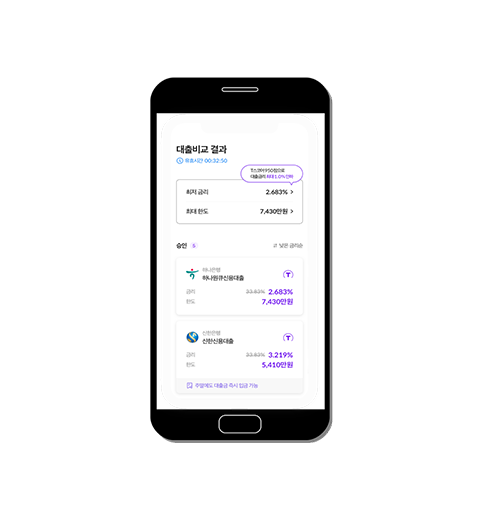 대출비교 결과
유효시간 00:32:50
T스코어 950점으로
대출금리 최대 1.0% 인하
최저 금리 2.683% >
최대 한도 7,430만원 >
승인 5 낮은 금리순
하나은행
하나원큐신용대출 T
금리 33.83% 2.683%
한도 7,430만원
신한은행
신한신용대출 T
금리 33.83% 3.219%
한도 5,410만원
주말에도 대출금 즉시 입금 가능